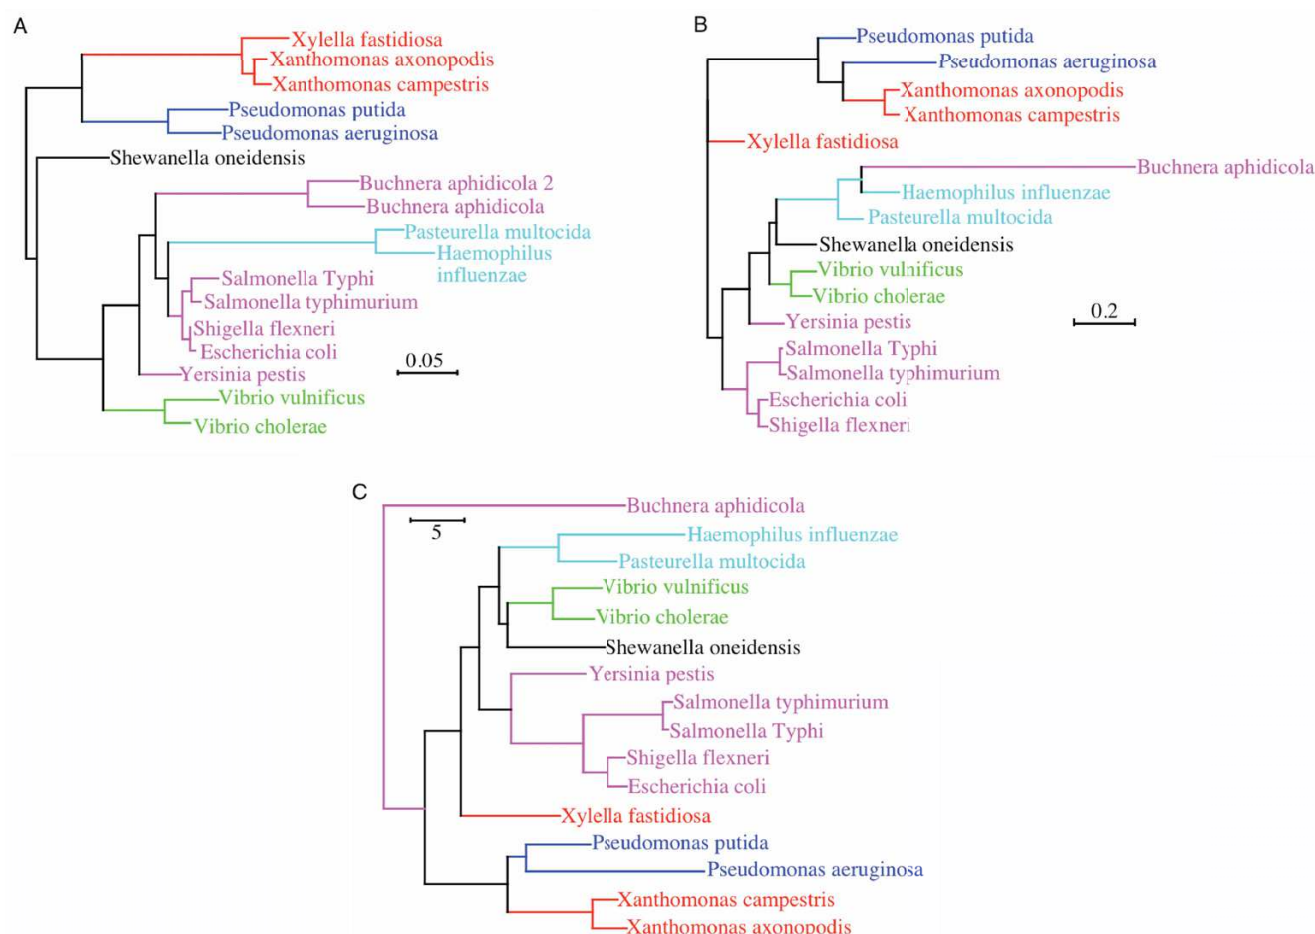 A
Xylella fastidiosa
Xanthomonas axonopodis
Xanthomonas campestris
Pseudomonas putida
Pseudomonas aeruginosa
Shewanella oneidensis
Buchnera aphidicola 2
Buchnera aphidicola
Pasteurella multocida
Haemophilus
influenzae
Salmonella Typhi
Salmonella typhimurium
Shigella flexneri
Escherichia coli
Yersinia pestis
Vibrio vulnificus
Vibrio cholerae
0.05
B
Pseudomonas putida
Pseudomonas aeruginosa
Xanthomonas axonopodis
Xanthomonas campestris
Xylella fastidiosa
Buchnera aphidicola
Haemophilus influenzae
Pasteurella multocida
Shewanella oneidensis
Vibrio vulnificus
Vibrio cholerae
Yersinia pestis
Salmonella Typhi
Salmonella typhimurium
Escherichia coli
Shigella flexneri
0.2
C
5
Buchnera aphidicola
Haemophilus influenzae
Pasteurella multocida
Vibrio vulnificus
Vibrio cholerae
Shewanella oneidensis
Yersinia pestis
Salmonella typhimurium
Salmonella Typhi
Shigella flexneri
Escherichia coli
Xylella fastidiosa
Pseudomonas putida
Pseudomonas aeruginosa
Xanthomonas campestris
Xanthomonas axonopodis